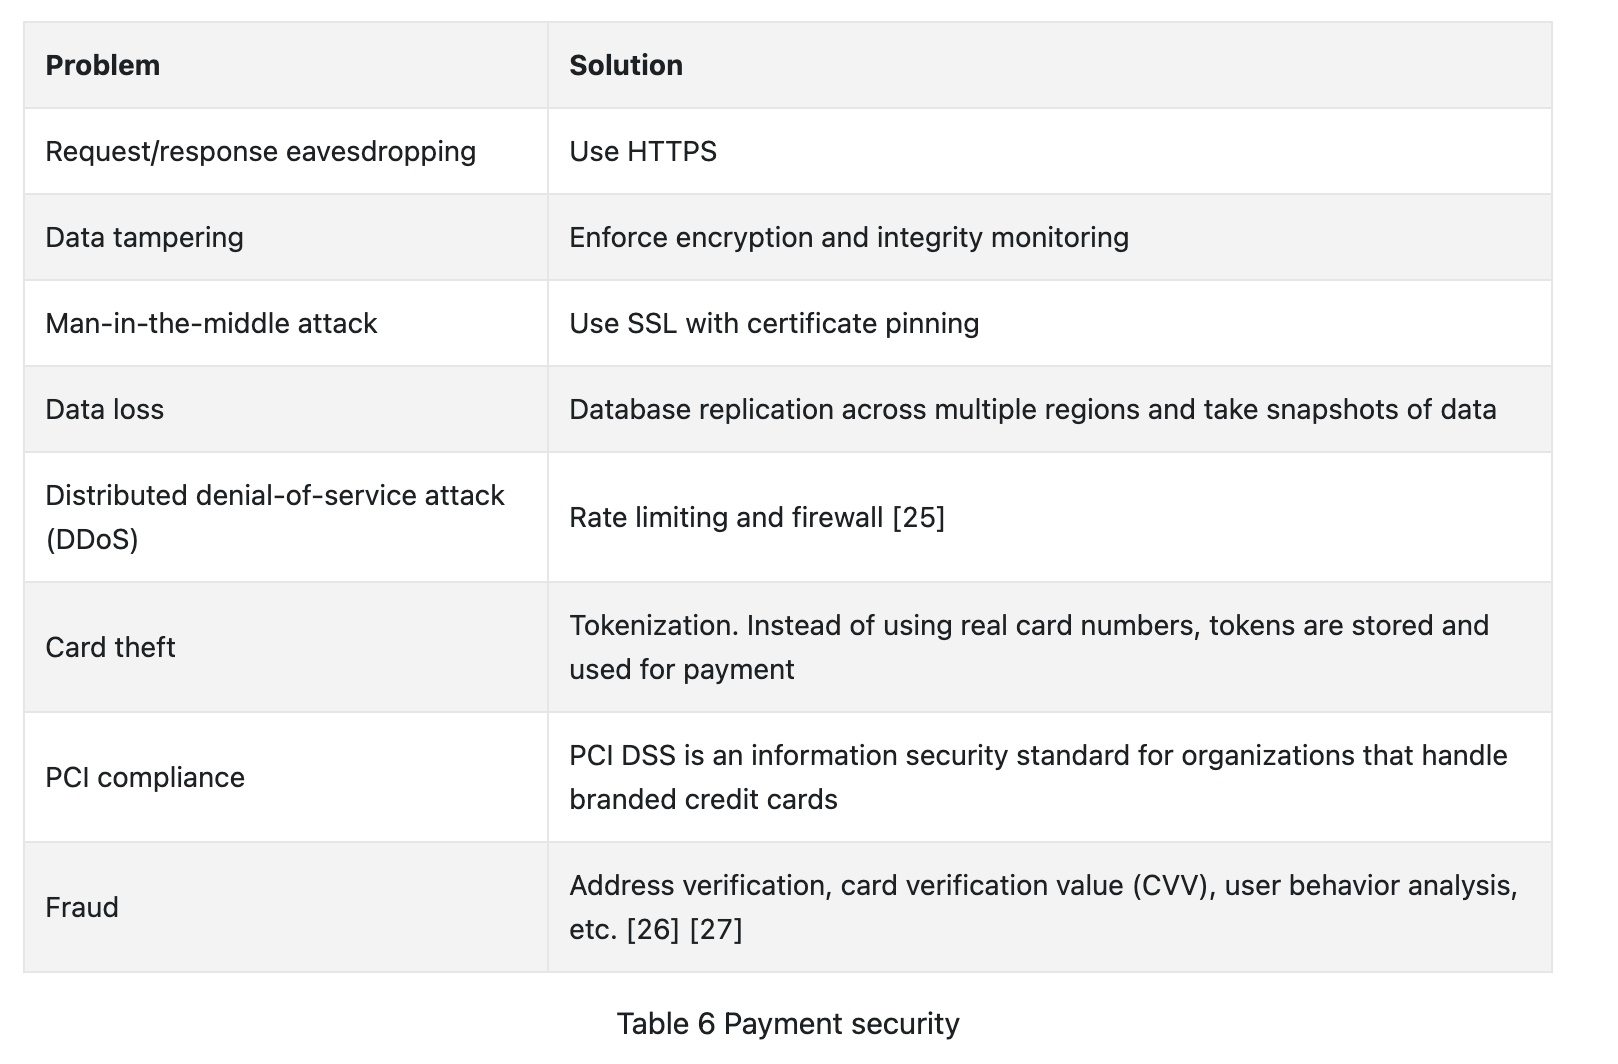 Problem
Solution
Request/response eavesdropping
Use HTTPS
Data tampering
Enforce encryption and integrity monitoring
Man-in-the-middle attack
Use SSL with certificate pinning
Data loss
Database replication across multiple regions and take snapshots of data
Distributed denial-of-service attack
(DDoS)
Rate limiting and firewall [25]
Card theft
Tokenization. Instead of using real card numbers, tokens are stored and
used for payment
PCI compliance
PCI DSS is an information security standard for organizations that handle
branded credit cards
Fraud
Address verification, card verification value (CVV), user behavior analysis,
etc. [26] [27]
Table 6 Payment security